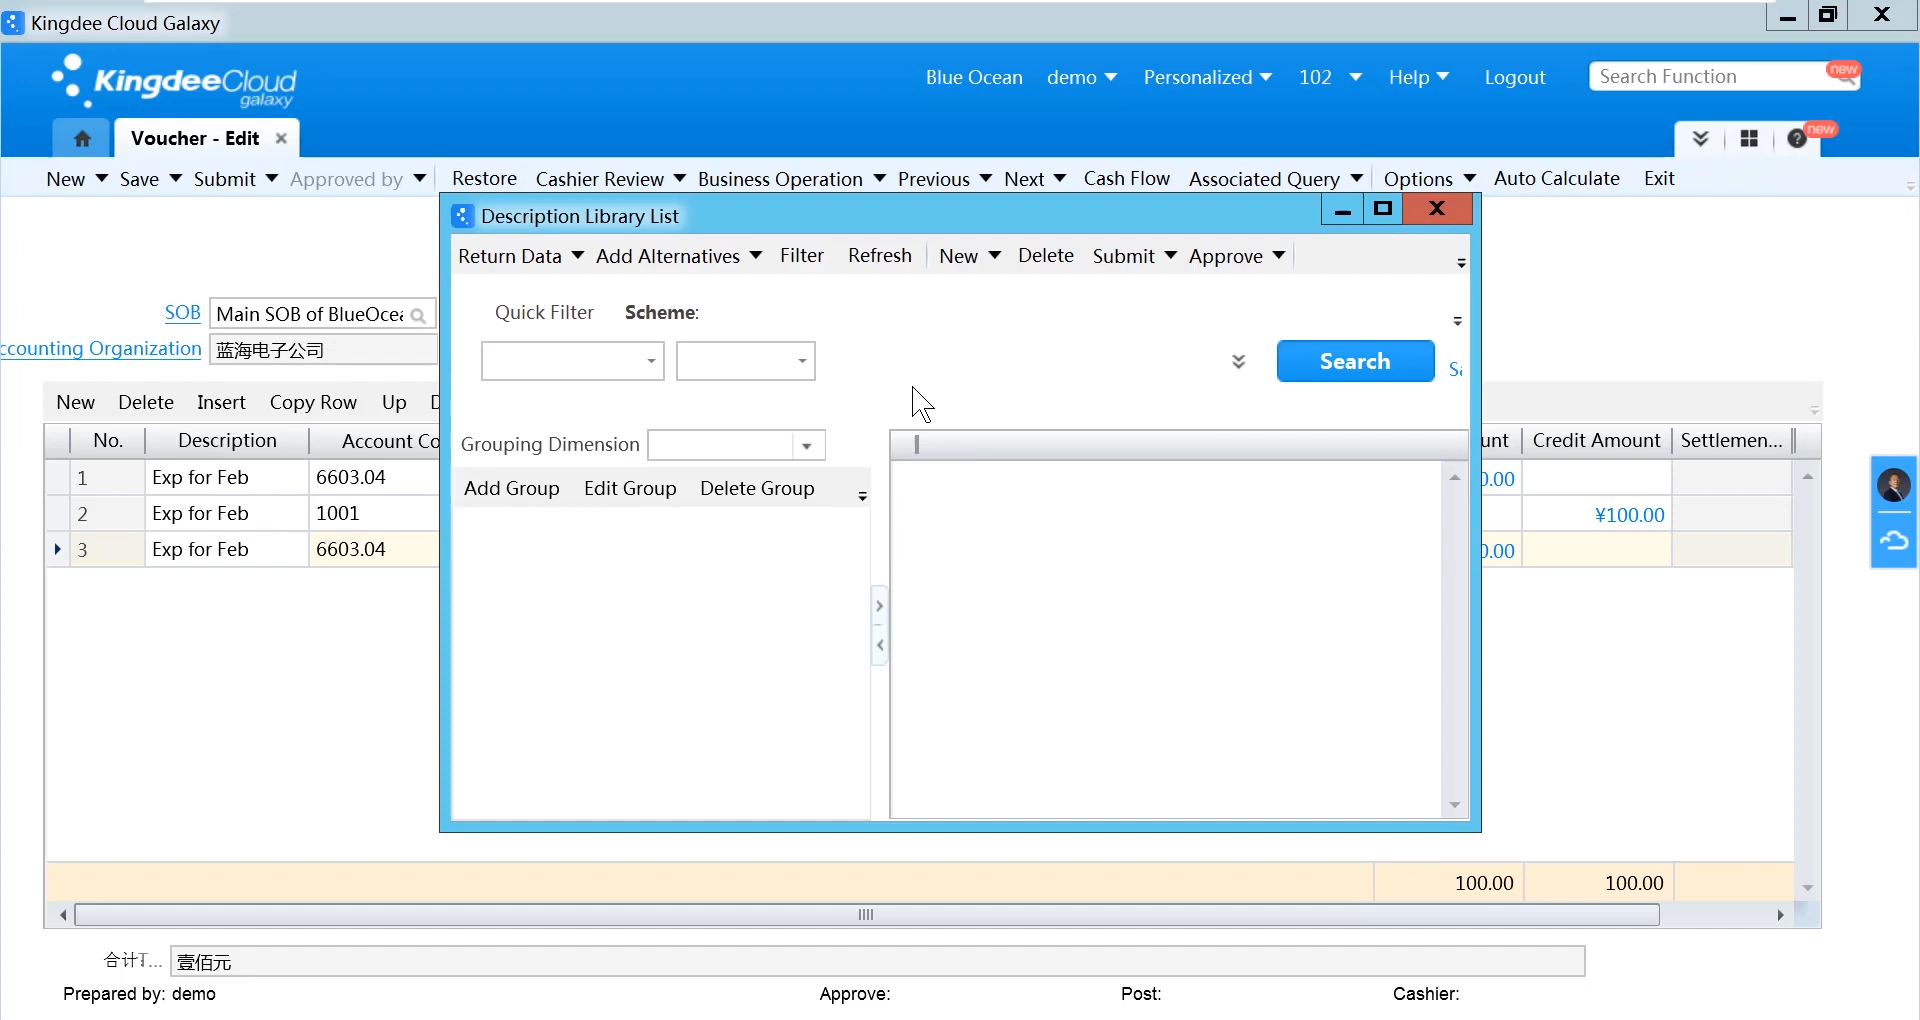 Kingdee Cloud Galaxy
KingdeeCloud
galaxy
Blue Ocean demo Personalized 102 Help Logout Search Function new
Voucher - Edit
new
New Save Submit Approved by Restore Cashier Review Business Operation Previous Next Cash Flow Associated Query Options Auto Calculate Exit
Description Library List
Return Data Add Alternatives Filter Refresh New Delete Submit Approve
Quick Filter Scheme:
SOB Main SOB of BlueOcea
ccounting Organization 蓝海电子公司
Search Sa
New Delete Insert Copy Row Up D
Grouping Dimension
No. Description Account Co unt Credit Amount Settlemen...
Add Group Edit Group Delete Group
1 Exp for Feb 6603.04 0.00
2 Exp for Feb 1001 ¥100.00
3 Exp for Feb 6603.04 0.00
100.00 100.00
合计: ... 壹佰元
Prepared by: demo Approve: Post: Cashier: